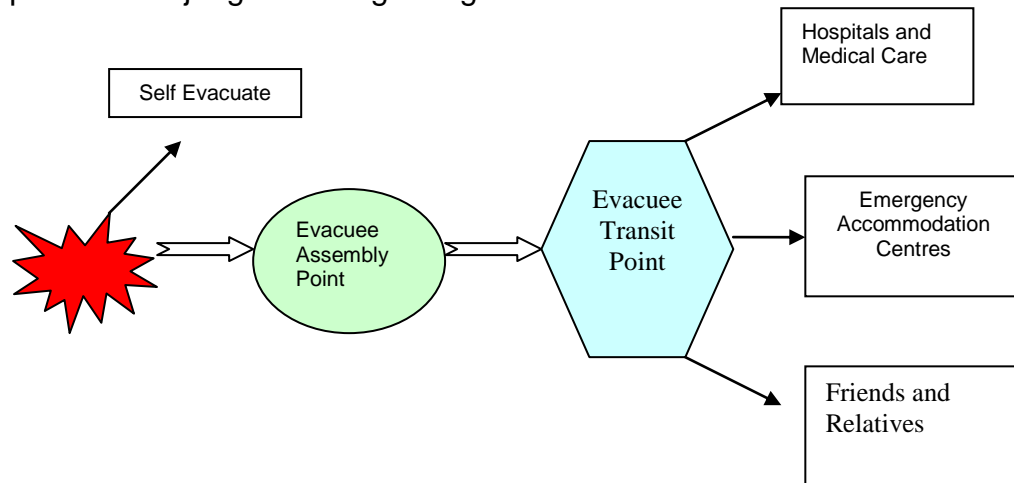 Self Evacuate
Hospitals and
Medical Care
Evacuee
Assembly
Point
Evacuee
Transit
Point
Emergency
Accommodation
Centres
Friends and
Relatives